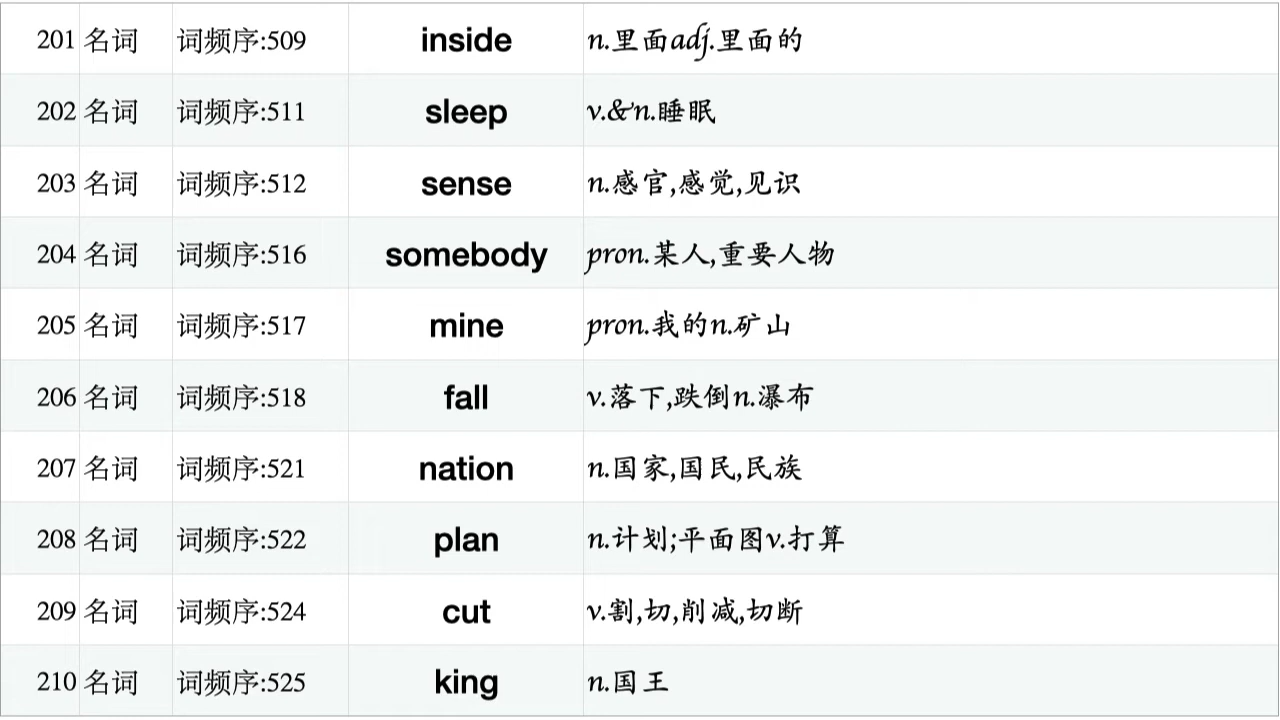 201 名词 词频序:509 inside n.里面adj.里面的
202 名词 词频序:511 sleep v.&n.睡眠
203 名词 词频序:512 sense n.感官,感觉,见识
204 名词 词频序:516 somebody pron.某人,重要人物
205 名词 词频序:517 mine pron.我的n.矿山
206 名词 词频序:518 fall v.落下,跌倒n.瀑布
207 名词 词频序:521 nation n.国家,国民,民族
208 名词 词频序:522 plan n.计划;平面图v.打算
209 名词 词频序:524 cut v.割,切,削减,切断
210 名词 词频序:525 king n.国王